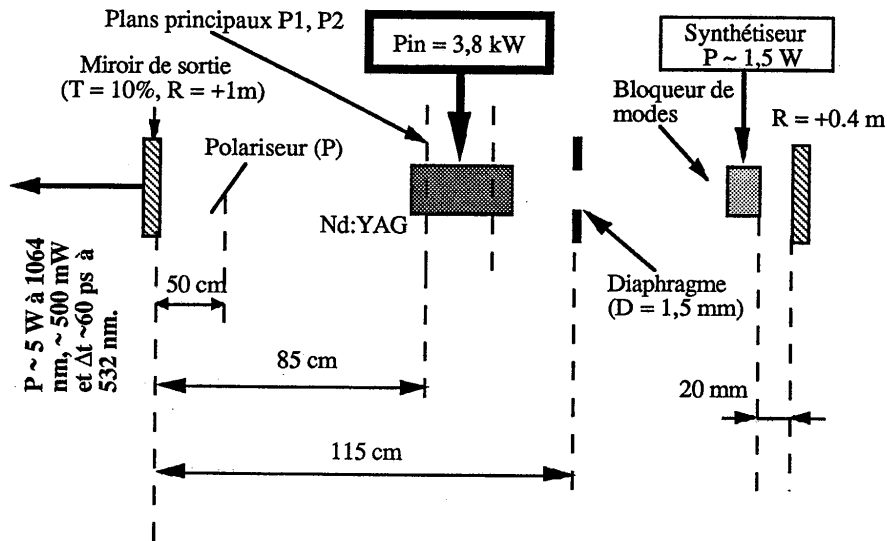 Plans principaux P1, P2
Pin = 3,8 kW
Synthétiseur
P ~ 1,5 W
Miroir de sortie
(T = 10%, R = +1m)
Bloqueur de
modes
R = +0.4 m
Polariseur (P)
Nd:YAG
P ~ 5 W à 1064
nm, ~ 500 mW
et Δt ~60 ps à
532 nm.
50 cm
Diaphragme
(D = 1,5 mm)
85 cm
20 mm
115 cm